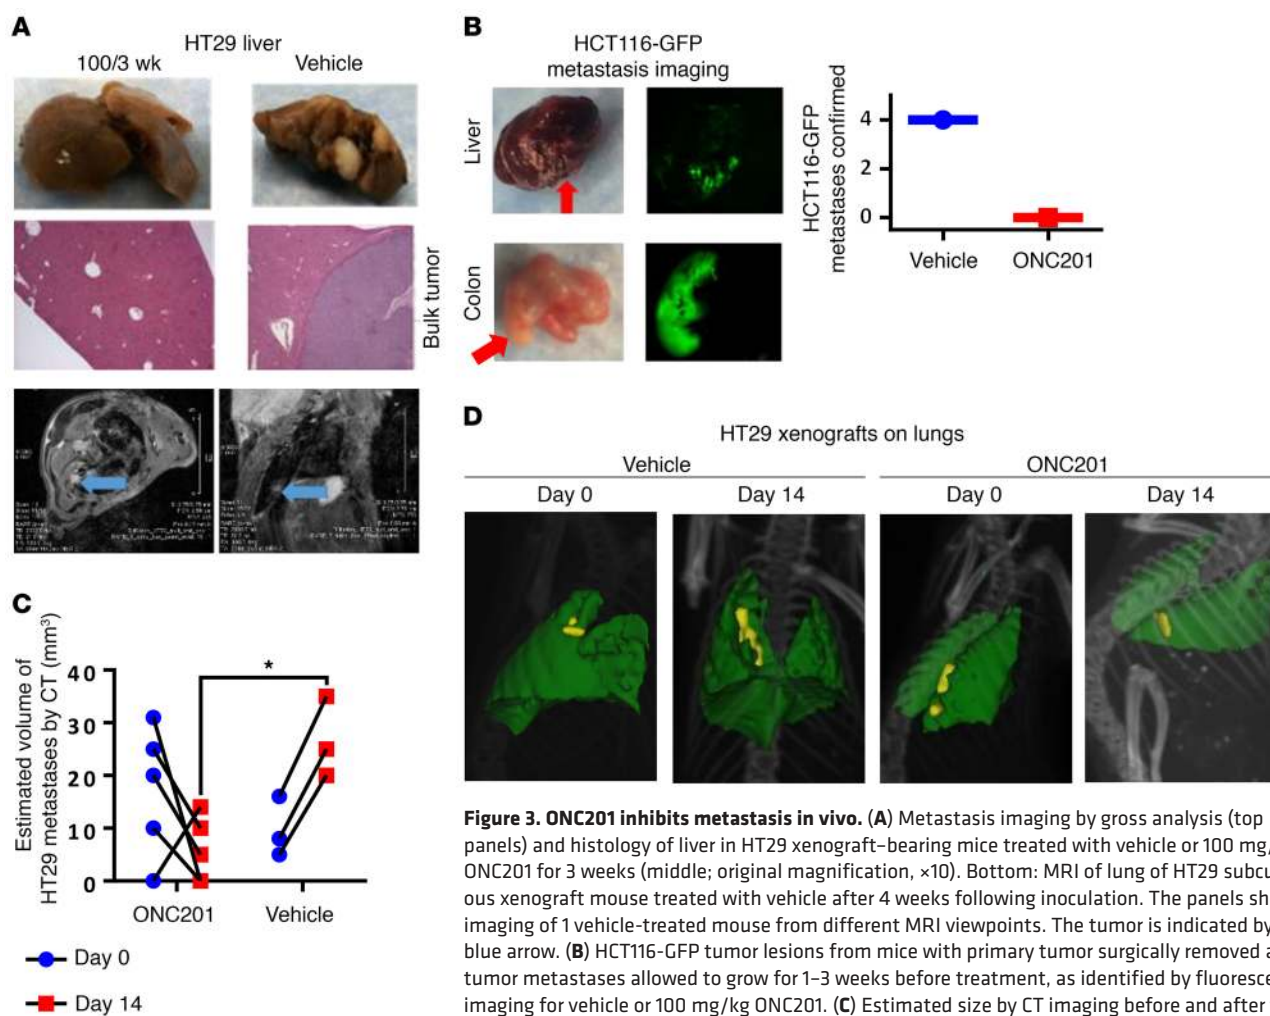 A
HT29 liver
100/3 wk
Vehicle
Bulk tumor
B
HCT116-GFP
metastasis imaging
Liver
Colon
HCT116-GFP
metastases confirmed
4
2
0
Vehicle
ONC201
C
Estimated volume of
HT29 metastases by CT (mm³)
40
30
20
10
0
*
ONC201
Vehicle
Day 0
Day 14
D
HT29 xenografts on lungs
Vehicle
ONC201
Day 0
Day 14
Day 0
Day 14
Figure 3. ONC201 inhibits metastasis in vivo. (A) Metastasis imaging by gross analysis (top
panels) and histology of liver in HT29 xenograft–bearing mice treated with vehicle or 100 mg/
ONC201 for 3 weeks (middle; original magnification, ×10). Bottom: MRI of lung of HT29 subcu
ous xenograft mouse treated with vehicle after 4 weeks following inoculation. The panels sh
imaging of 1 vehicle-treated mouse from different MRI viewpoints. The tumor is indicated by
blue arrow. (B) HCT116-GFP tumor lesions from mice with primary tumor surgically removed a
tumor metastases allowed to grow for 1–3 weeks before treatment, as identified by fluoresce
imaging for vehicle or 100 mg/kg ONC201. (C) Estimated size by CT imaging before and after